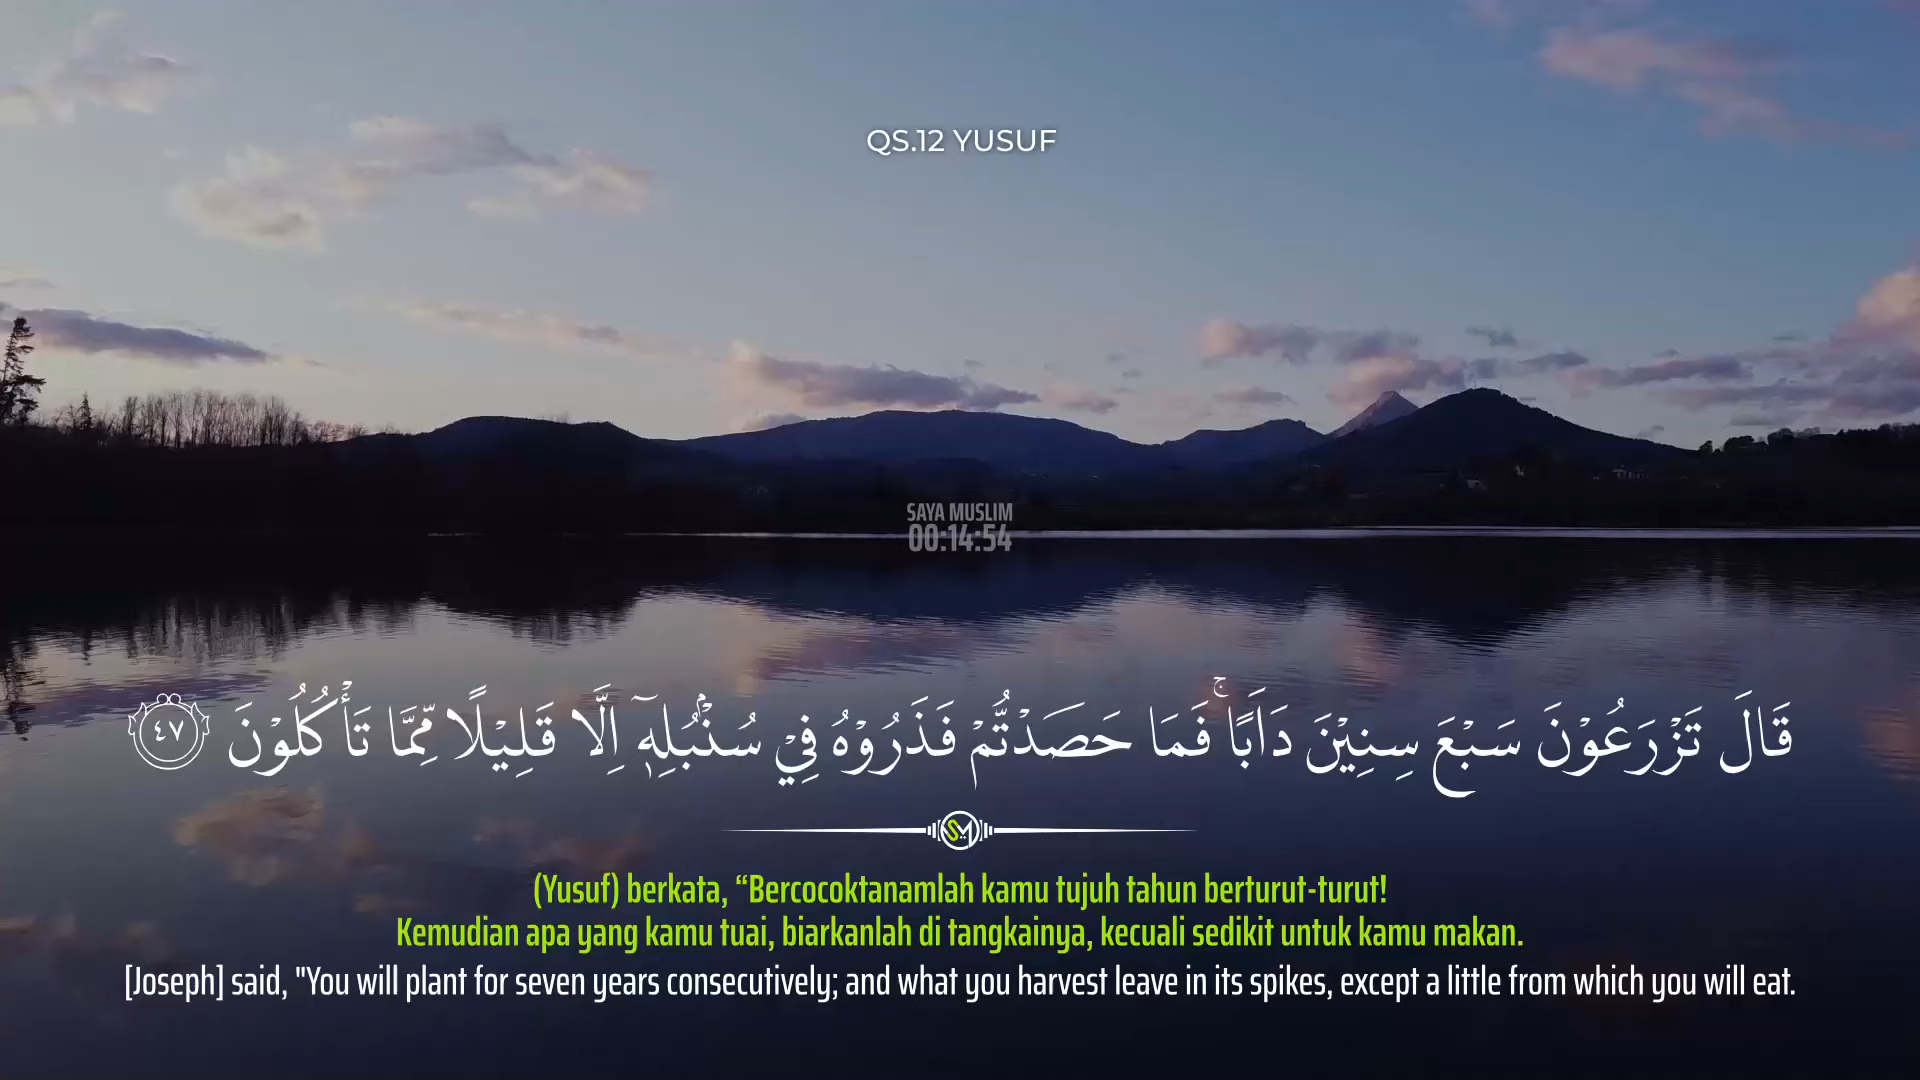 QS.12 YUSUF
SAYA MUSLIM
00:14:54
قَالَ تَزْرَعُوْنَ سَبْعَ سِنِيْنَ دَاَبًاۚ فَمَا حَصَدْتُّمْ فَذَرُوْهُ فِيْ سُنْۢبُلِهٖٓ اِلَّا قَلِيْلًا مِّمَّا تَأْكُلُوْنَ ٤٧
SM
(Yusuf) berkata, “Bercocoktanamlah kamu tujuh tahun berturut-turut!
Kemudian apa yang kamu tuai, biarkanlah di tangkainya, kecuali sedikit untuk kamu makan.
[Joseph] said, "You will plant for seven years consecutively; and what you harvest leave in its spikes, except a little from which you will eat.